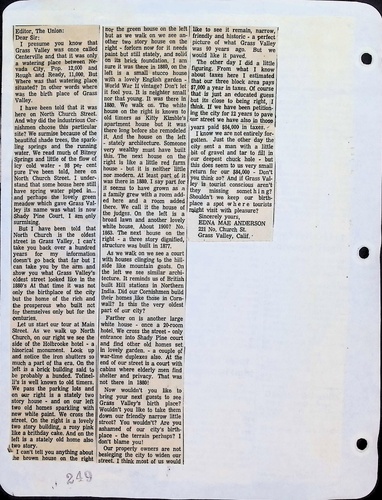 Editor, The Union:
Dear Sir:
I presume you know that
Grass Valley was once called
Centerville and that it was only
a watering place between Ne-
vada City, Pop. 12,000 and
Rough and Ready, 11,000. But
Where was that watering place
situated? In other words where
was the birth place of Grass
Valley.
I have been told that it was
here on North Church Street.
And why did the industrious Cor-
nishmen choose this particular
site? We surmise because of the
beautiful shade trees, the spar-
ling springs and the running
water. We read much of Bitney
Springs and little of the flow of
icy cold water - 98 per cent
pure I've been told, here on
North Church Street. I under-
stand that some homes here still
have spring water piped in...
and perhaps the lovely green
meadow which gave Grass Val-
ley its name was just below on
Shady Pine Court, I am only
surmising.
But I have been told that
North Church is the oldest
street in Grass Valley. I can't
take you back over a hundred
years for my information
doesn't go back that far but I
can take you by the arm and
show you what Grass Valley's
oldest street looked like in the
1880's At that time it was not
only the birthplace of the city
but the home of the rich and
the prosperous who built not
for themselves only but for the
centuries.
Let us start our tour at Main
Street. As we walk up North
Church, on our right we see the
side of the Holbrooke hotel - a
historical monument. Look up
and notice the iron shutters so
much a part of the era. On the
left is a brick building said
to be probably a hundred. Tofinel-
li's is well known to old timers.
We pass the parking lots and
on our right is a stately two
story house - and on our left
two old homes sparkling with
new white paint. We cross the
street. On the right is a lovely
two story building, a rosy pink
like a birthday cake. And on the
left is a stately old home also
two story.
I can't tell you anything about
the brown house on the right
nor the green house on the left
but as we walk on we see an-
other two story house on the
right - forlorn now for it needs
paint but still stately, and solid
on its brick foundation, I am
sure it was there in 1880, on the
left is a small stucco house
with a lovely English garden -
World War II vintage? Don't let
it feel you. It is neighter small
nor that young. It was there in
1880. We walk on. The white
house on the right is known to
old timers as Kitty Kimble's
apartment house but it was
there long before she remodeled
it. And the house on the left
- stately architecture. Someone
very wealthy must have built
this. The next house on the
right is like a little red farm
house - but it is neither little
nor modern. At least part of it
was there in 1880. I say part for
it seems to have grown as
a family grew with a room add-
ed here and a room added
there. We call it the house of
the judges. On the left is a
broad lawn and another lovely
white house. About 1900? No.
1863. The next house on the
right - a three story dignified,
structure was built in 1877.
As we walk on we see a court
with houses clinging to the hill-
side like mountain goats. On
the left we see similar archi-
tecture. It reminds us of British
built Hill stations in Northern
India. Did our Cornishmen build
their homes like those in Corn-
wall? Is this the very oldest
part of our city?
Farther on is another large
white house - once a 20-room
hotel. We cross the street - only
entrance into Shady Pine court
and find other old homes set
in lovely garden. - a couple of
war-time duplexes also. At the
end of our street is a court with
cabins where elderly men find
shelter and privacy. That was
not there in 1880!
Now wouldn't you like to
bring your next guests to see
Grass Valley's birth place?
Wouldn't you like to take them
down our friendly narrow little
street? You wouldn't? Are you
ashamed of our city's birth-
place - the terrain perhaps? I
don't blame you!
Our property owners are not
besieging the city to widen our
street. I think most of us would
like to see it remain, narrow,
friendly and historic - a perfect
picture of what Grass Valley
was 90 years ago. But we
would like it paved.
The other day I did a little
figuring. From what I know
about taxes here I estimated
that our three block area pays
$7,000 a year in taxes. Of course
that is just an educated guess
but its close to being right, I
think. If we have been petition-
ing the city for 12 years to pave
our street we have also in those
years paid $84,000 in taxes.
I know we are not entirely for-
gotten. Just the other day the
city sent a man with a little
bit of gravel and tar to fill in
our deepest chuck hole - but
this does seem to us very small
return for our $84,000 - Don't
you think so? And if Grass Val-
ley is tourist conscious aren't
they missing something?
Shouldn't we keep our birth-
place a spot where tourists
might visit with pleasure?
Sincerely yours,
EDNA MAE ANDERSON
221 No. Church St.
Grass Valley, Calif.
249